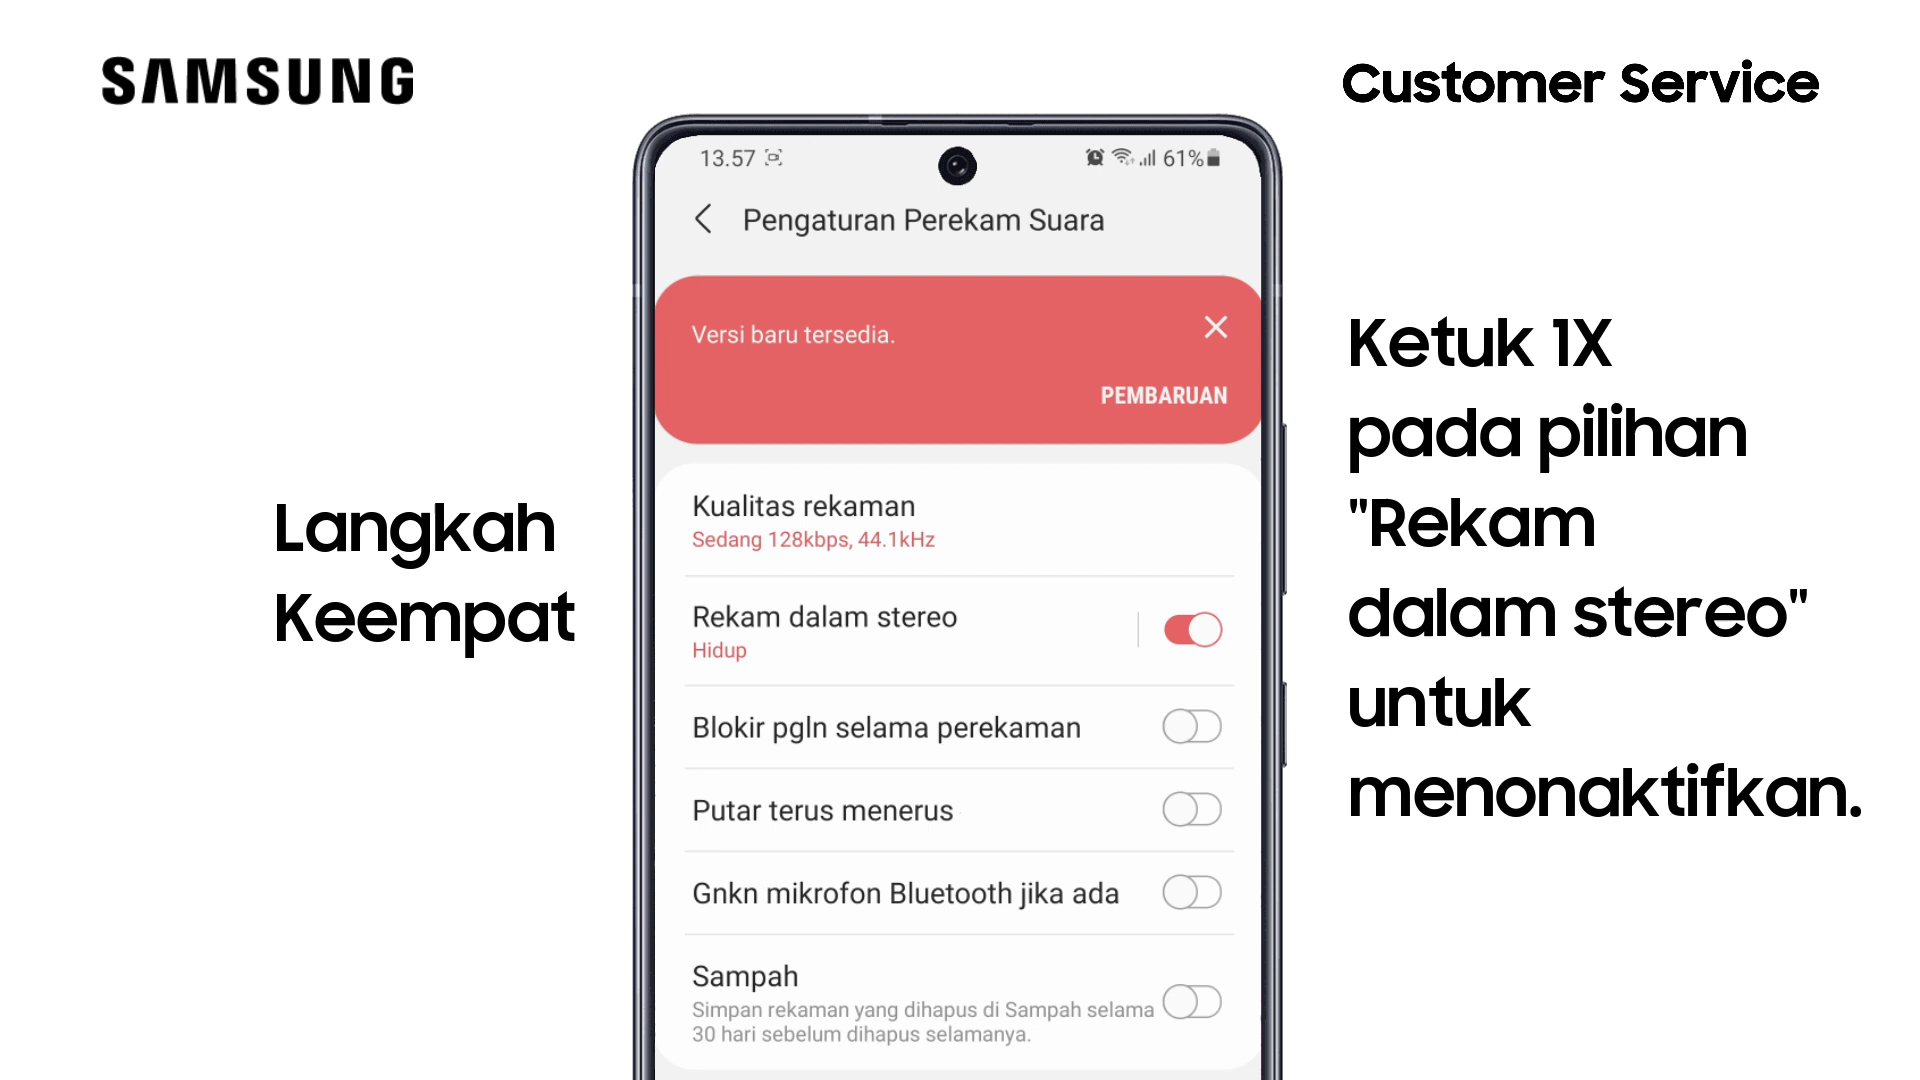 SAMSUNG
Customer Service
13.57
61%
Pengaturan Perekam Suara
Versi baru tersedia.
PEMBARUAN
Kualitas rekaman
Sedang 128kbps, 44.1kHz
Rekam dalam stereo
Hidup
Blokir pgln selama perekaman
Putar terus menerus
Gnkn mikrofon Bluetooth jika ada
Sampah
Simpan rekaman yang dihapus di Sampah selama
30 hari sebelum dihapus selamanya.
Langkah
Keempat
Ketuk 1X
pada pilihan
"Rekam
dalam stereo"
untuk
menonaktifkan.